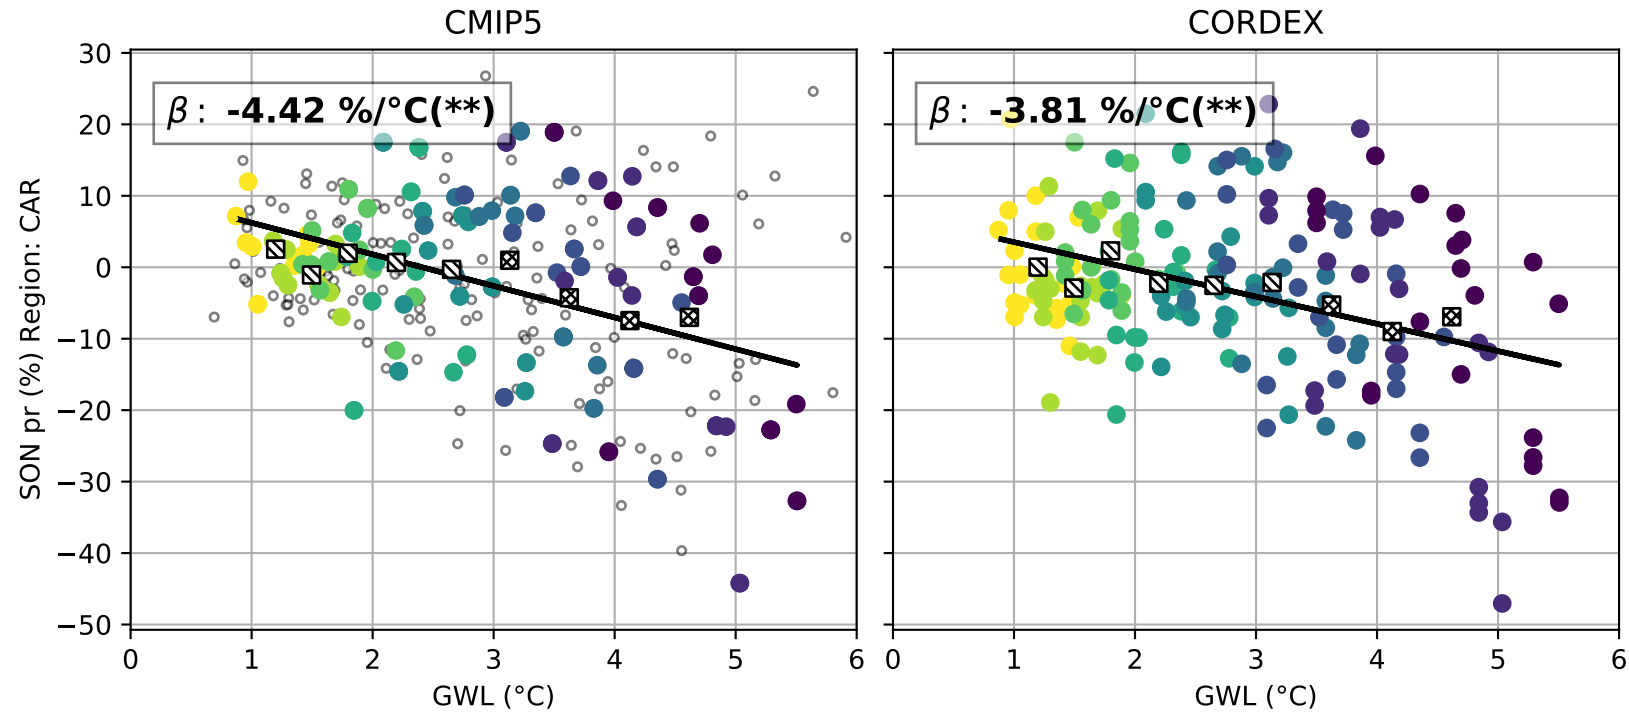 CMIP5
CORDEX
SON pr (%) Region: CAR
30
20
10
0
−10
−20
−30
−40
−50
β : -4.42 %/°C(**)
β : -3.81 %/°C(**)
0 1 2 3 4 5 6
0 1 2 3 4 5 6
GWL (°C)
GWL (°C)